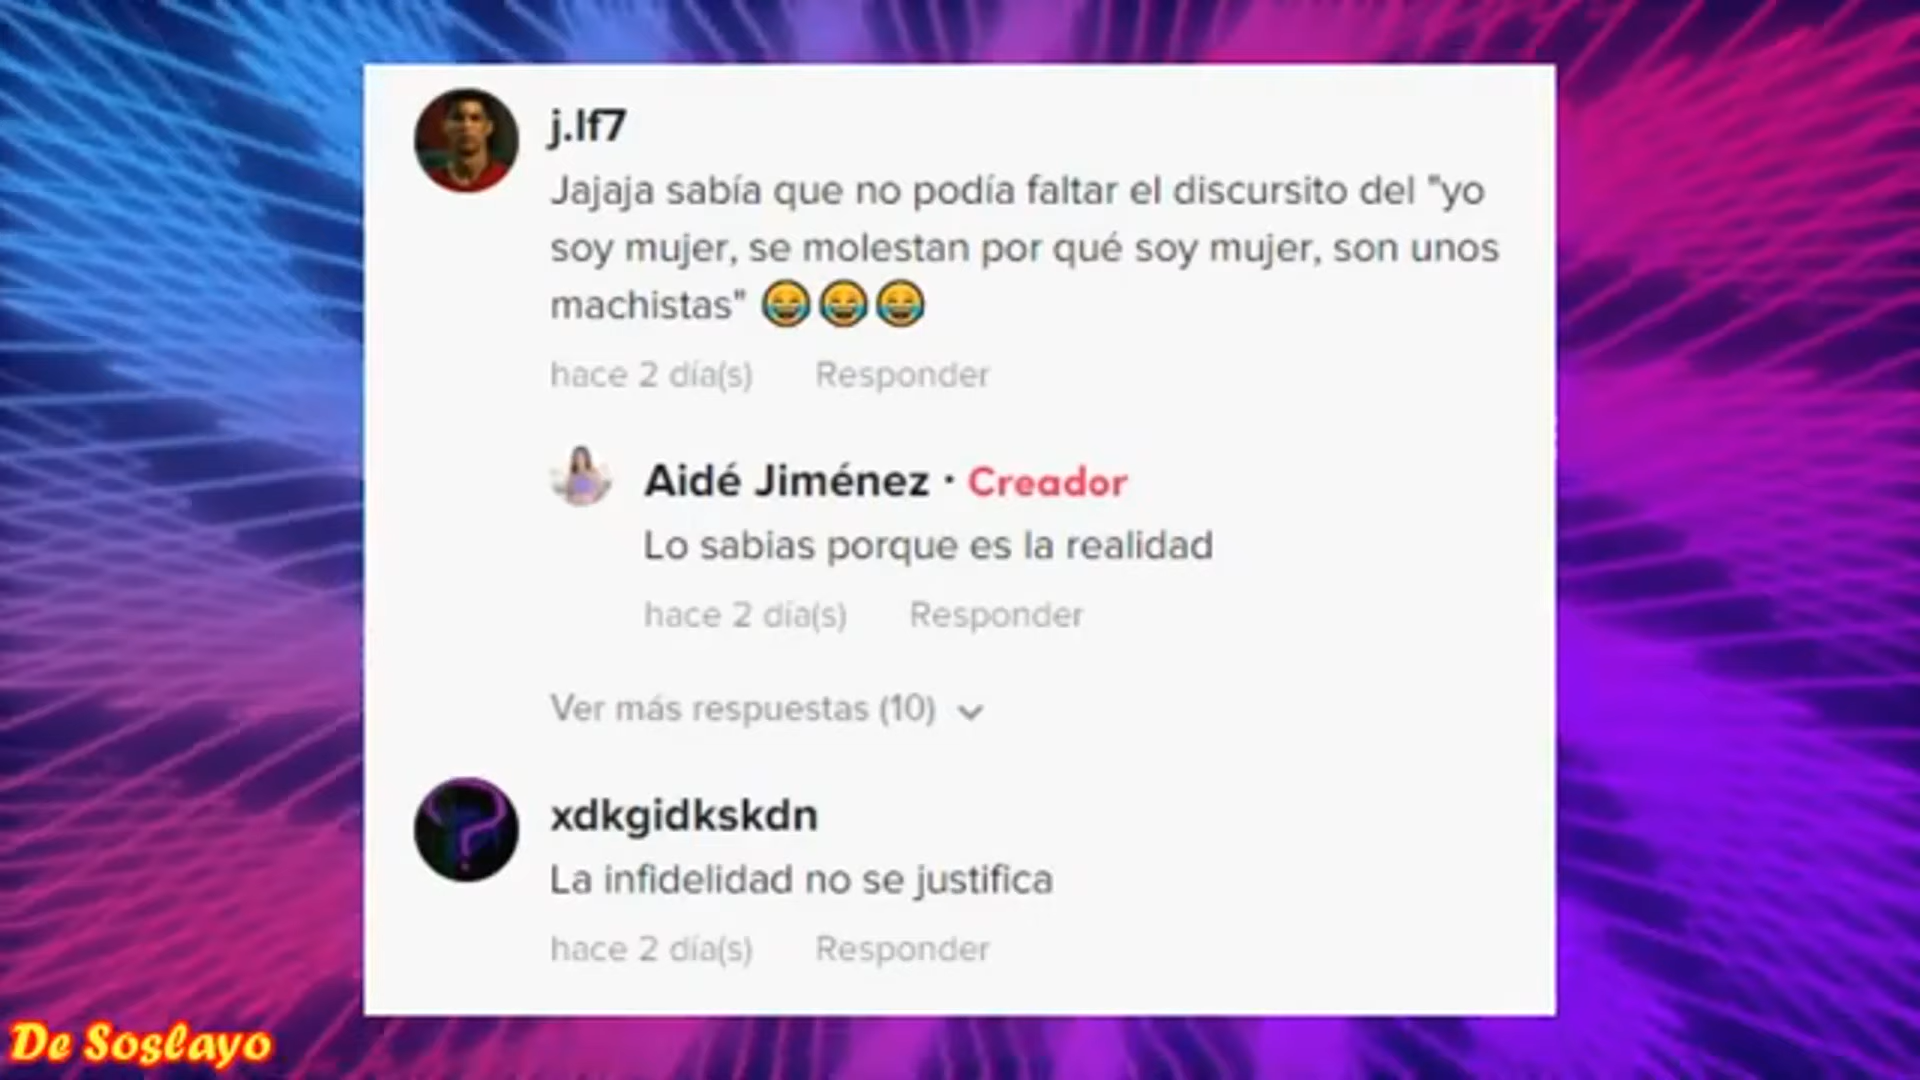 j.lf7
Jajaja sabía que no podía faltar el discursito del "yo
soy mujer, se molestan por qué soy mujer, son unos
machistas" 😂😂😂
hace 2 día(s) Responder
Aidé Jiménez · Creador
Lo sabias porque es la realidad
hace 2 día(s) Responder
Ver más respuestas (10)
xdkgidkskdn
La infidelidad no se justifica
hace 2 día(s) Responder
De Soslayo